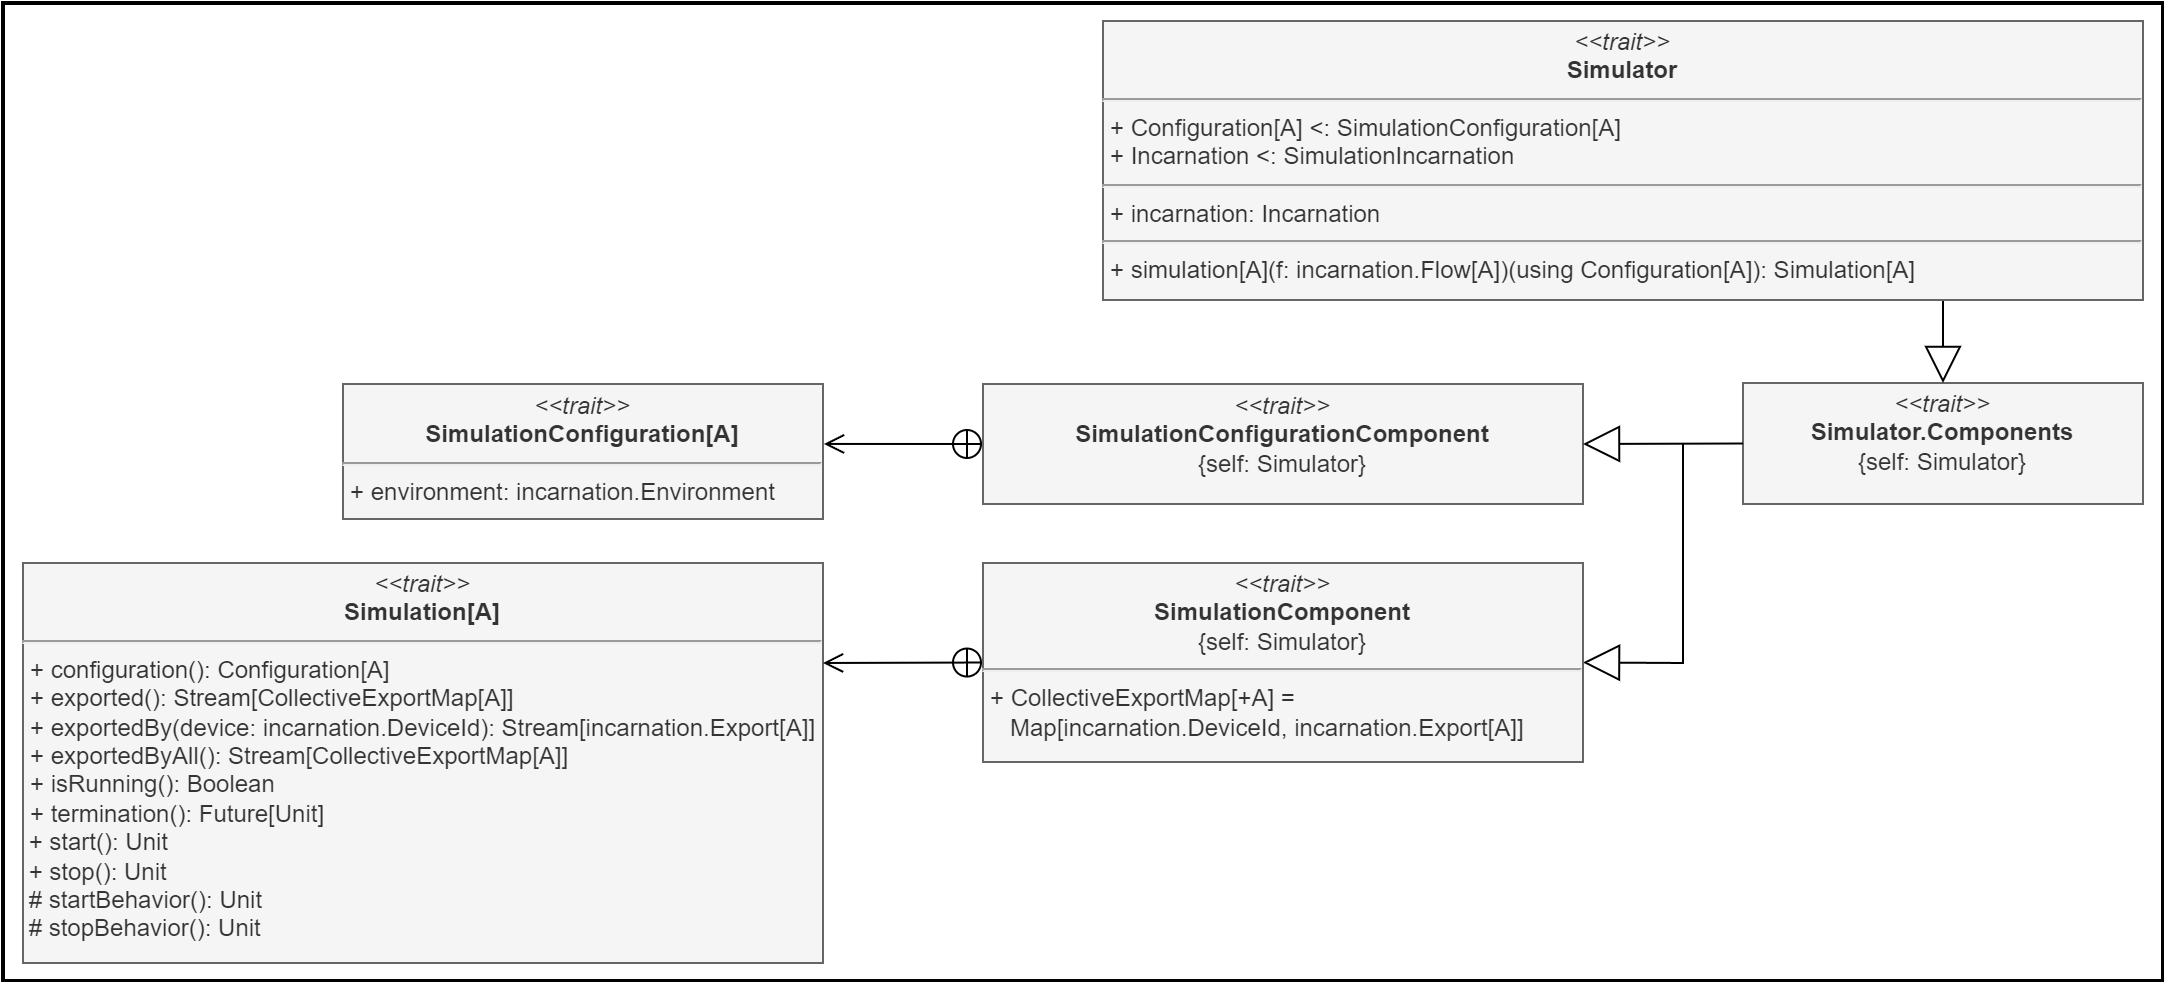 <<trait>>
Simulator
+ Configuration[A] <: SimulationConfiguration[A]
+ Incarnation <: SimulationIncarnation
+ incarnation: Incarnation
+ simulation[A](f: incarnation.Flow[A])(using Configuration[A]): Simulation[A]
<<trait>>
SimulationConfiguration[A]
+ environment: incarnation.Environment
<<trait>>
SimulationConfigurationComponent
{self: Simulator}
<<trait>>
Simulator.Components
{self: Simulator}
<<trait>>
Simulation[A]
+ configuration(): Configuration[A]
+ exported(): Stream[CollectiveExportMap[A]]
+ exportedBy(device: incarnation.DeviceId): Stream[incarnation.Export[A]]
+ exportedByAll(): Stream[CollectiveExportMap[A]]
+ isRunning(): Boolean
+ termination(): Future[Unit]
+ start(): Unit
+ stop(): Unit
# startBehavior(): Unit
# stopBehavior(): Unit
<<trait>>
SimulationComponent
{self: Simulator}
+ CollectiveExportMap[+A] =
Map[incarnation.DeviceId, incarnation.Export[A]]